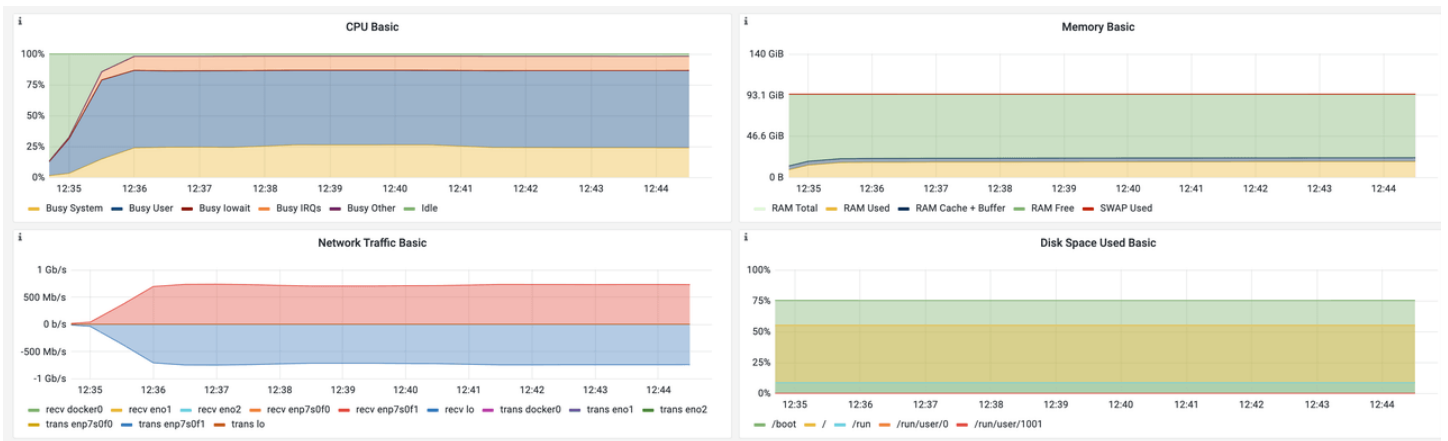 CPU Basic
100%
75%
50%
25%
0%
12:35 12:36 12:37 12:38 12:39 12:40 12:41 12:42 12:43 12:44
Busy System Busy User Busy Iowait Busy IRQs Busy Other Idle
Memory Basic
140 GiB
93.1 GiB
46.6 GiB
0 B
12:35 12:36 12:37 12:38 12:39 12:40 12:41 12:42 12:43 12:44
RAM Total RAM Used RAM Cache + Buffer RAM Free SWAP Used
Network Traffic Basic
1 Gb/s
500 Mb/s
0 b/s
-500 Mb/s
-1 Gb/s
12:35 12:36 12:37 12:38 12:39 12:40 12:41 12:42 12:43 12:44
recv docker0 recv eno1 recv eno2 recv enp7s0f0 recv enp7s0f1 recv lo trans docker0 trans eno1 trans eno2
trans enp7s0f0 trans enp7s0f1 trans lo
Disk Space Used Basic
100%
75%
50%
25%
0%
12:35 12:36 12:37 12:38 12:39 12:40 12:41 12:42 12:43 12:44
/boot / /run /run/user/0 /run/user/1001